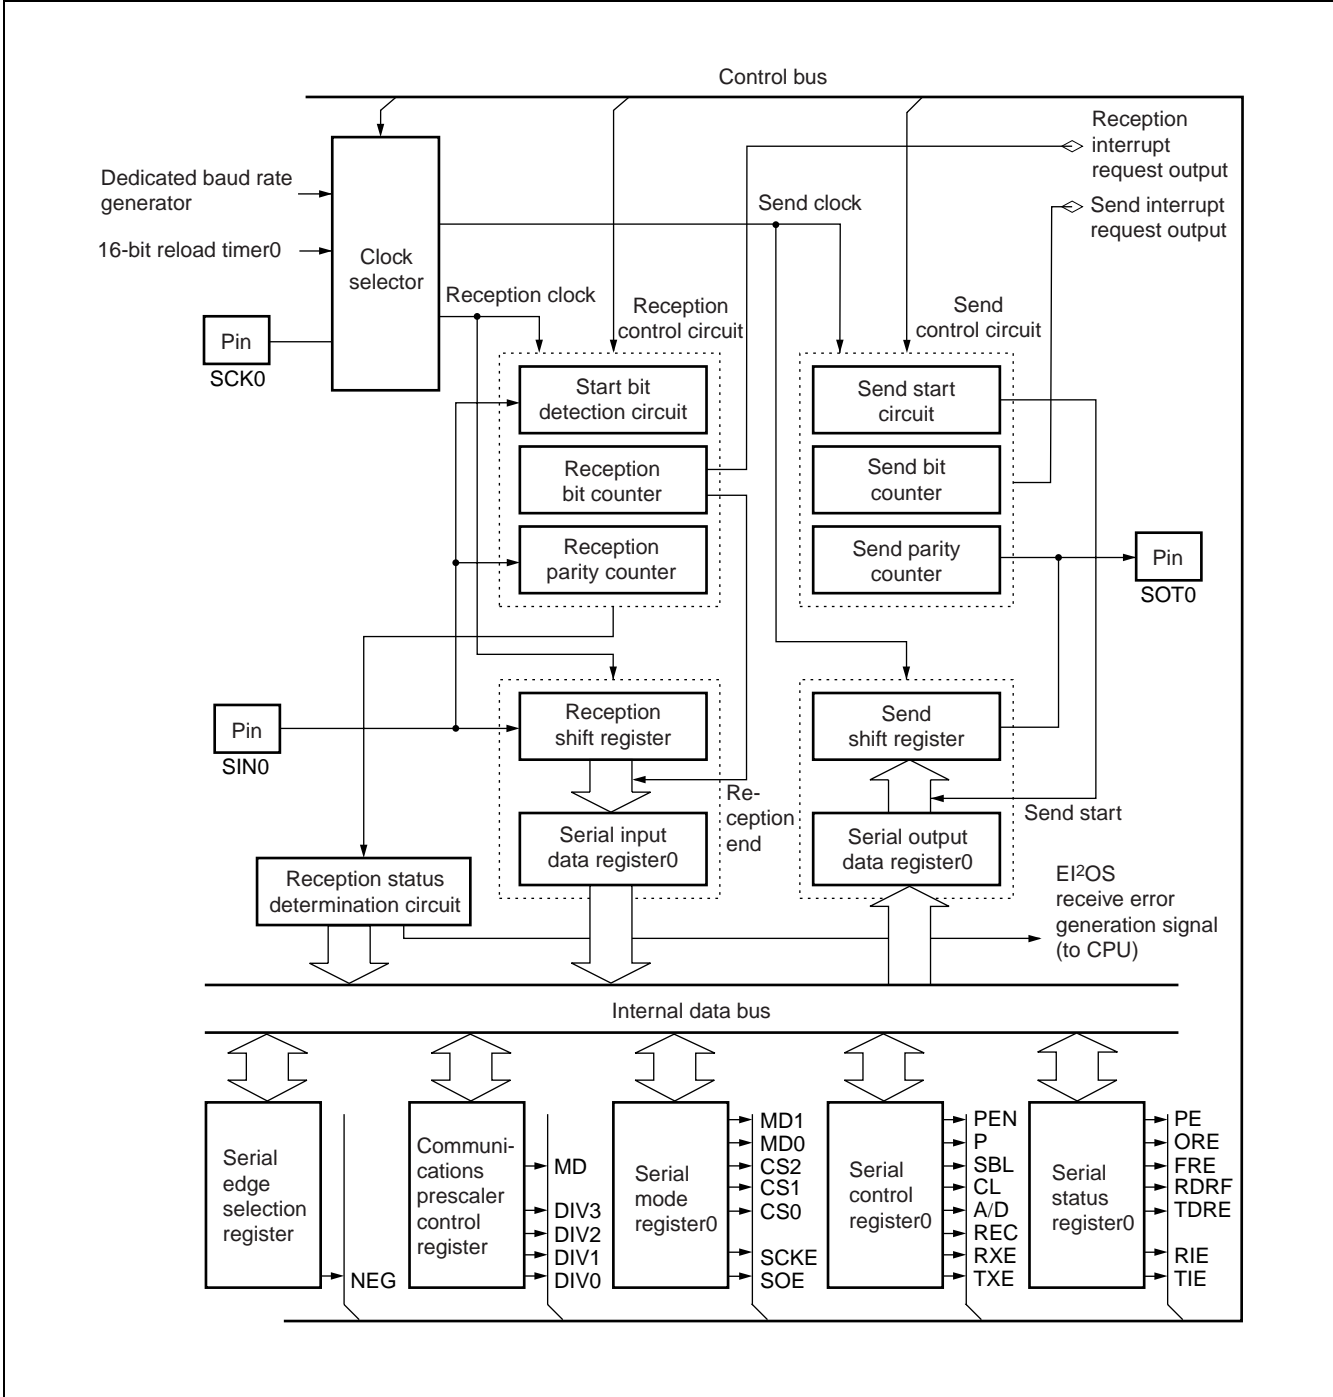 Control bus
Reception
interrupt
request output
Dedicated baud rate
generator
Send clock
Send interrupt
request output
16-bit reload timer0
Clock
selector
Reception clock
Reception
control circuit
Send
control circuit
Pin
SCK0
Start bit
detection circuit
Send start
circuit
Reception
bit counter
Send bit
counter
Reception
parity counter
Send parity
counter
Pin
SOT0
Pin
SIN0
Reception
shift register
Send
shift register
Re-
ception
end
Send start
Serial input
data register0
Serial output
data register0
Reception status
determination circuit
EI2OS
receive error
generation signal
(to CPU)
Internal data bus
Serial
edge
selection
register
NEG
Communi-
cations
prescaler
control
register
MD
DIV3
DIV2
DIV1
DIV0
Serial
mode
register0
MD1
MD0
CS2
CS1
CS0
SCKE
SOE
Serial
control
register0
PEN
P
SBL
CL
A/D
REC
RXE
TXE
Serial
status
register0
PE
ORE
FRE
RDRF
TDRE
RIE
TIE